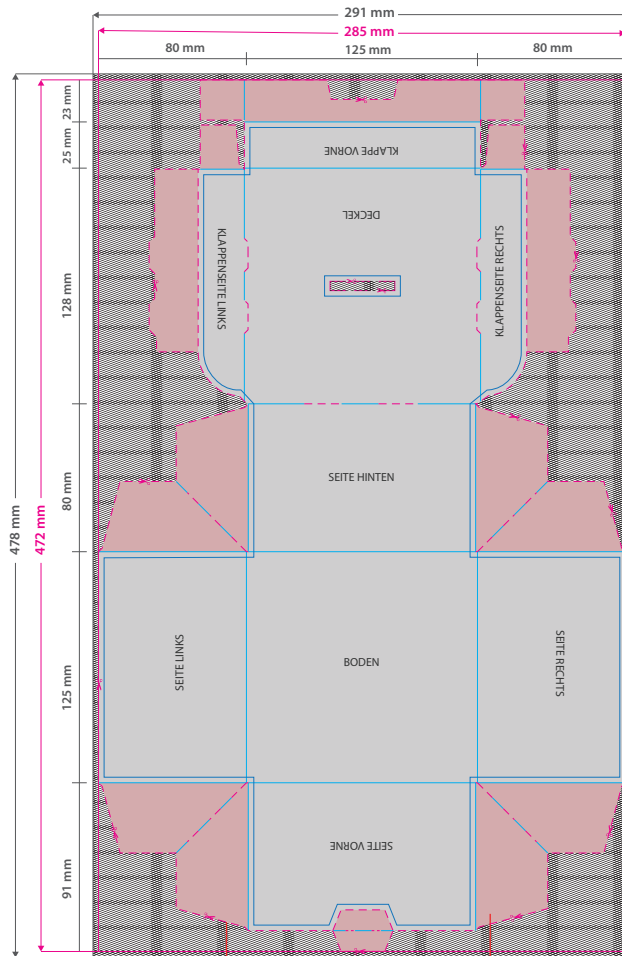 291 mm
285 mm
80 mm
125 mm
80 mm
23 mm
25 mm
128 mm
80 mm
125 mm
91 mm
478 mm
472 mm
KLAPPE VORNE
DECKEL
KLAPPENSEITE LINKS
KLAPPENSEITE RECHTS
SEITE HINTEN
SEITE LINKS
BODEN
SEITE RECHTS
SEITE VORNE